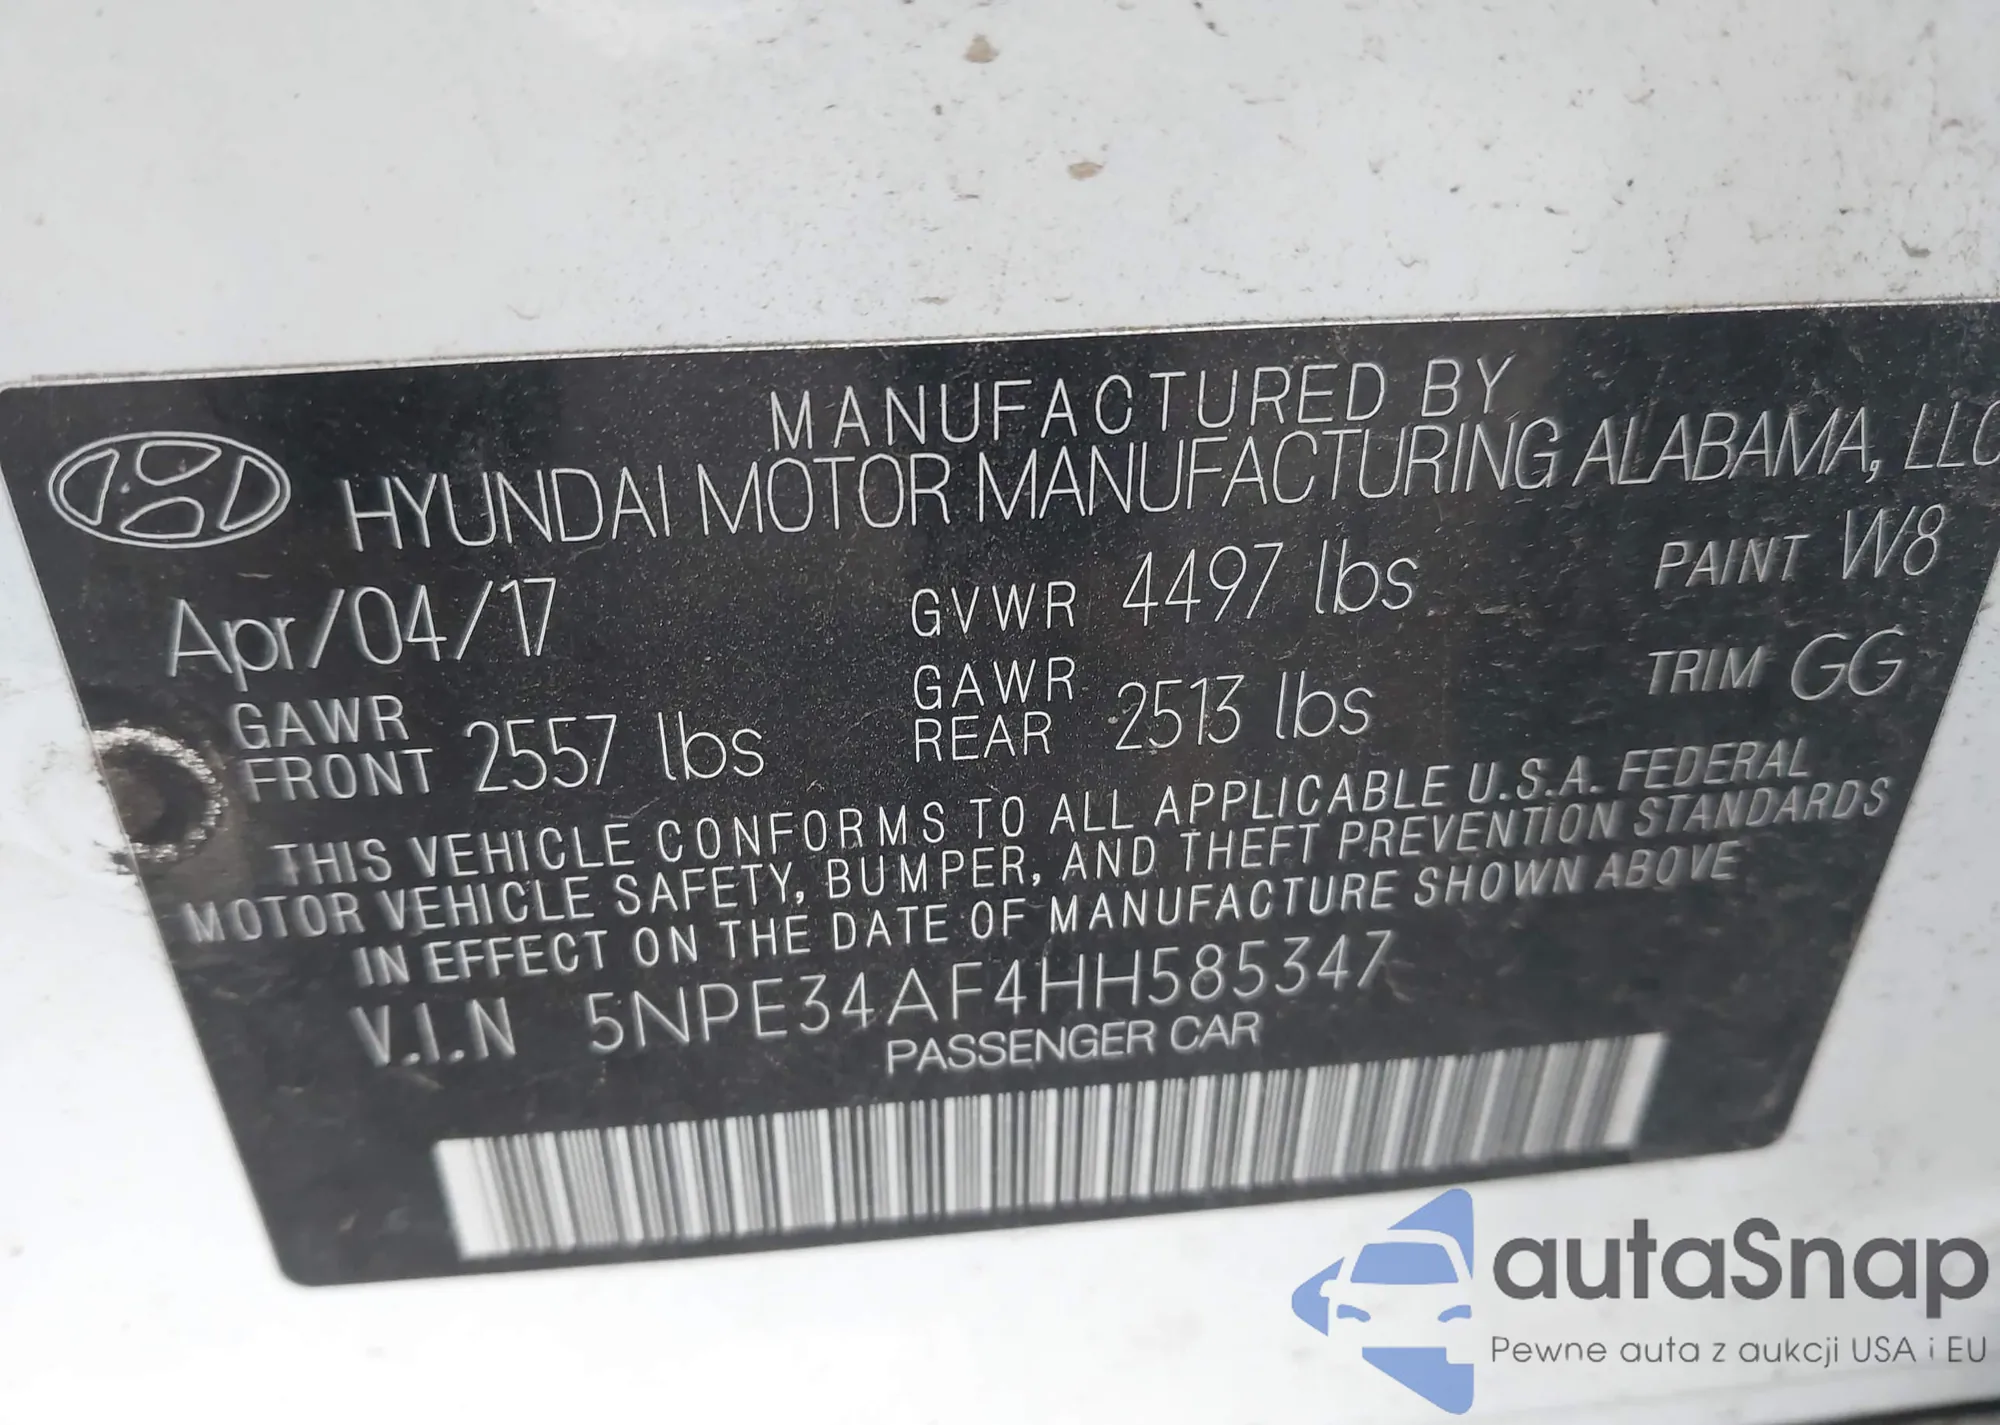 MANUFACTURED BY
HYUNDAI MOTOR MANUFACTURING ALABAMA, LLC
Apr/04/17 GVWR 4497 lbs PAINT W8
GAWR FRONT 2557 lbs GAWR REAR 2513 lbs TRIM GG
THIS VEHICLE CONFORMS TO ALL APPLICABLE U.S.A. FEDERAL
MOTOR VEHICLE SAFETY, BUMPER, AND THEFT PREVENTION STANDARDS
IN EFFECT ON THE DATE OF MANUFACTURE SHOWN ABOVE
V.I.N 5NPE34AF4HH585347
PASSENGER CAR
autaSnap
Pewne auta z aukcji USA i EU